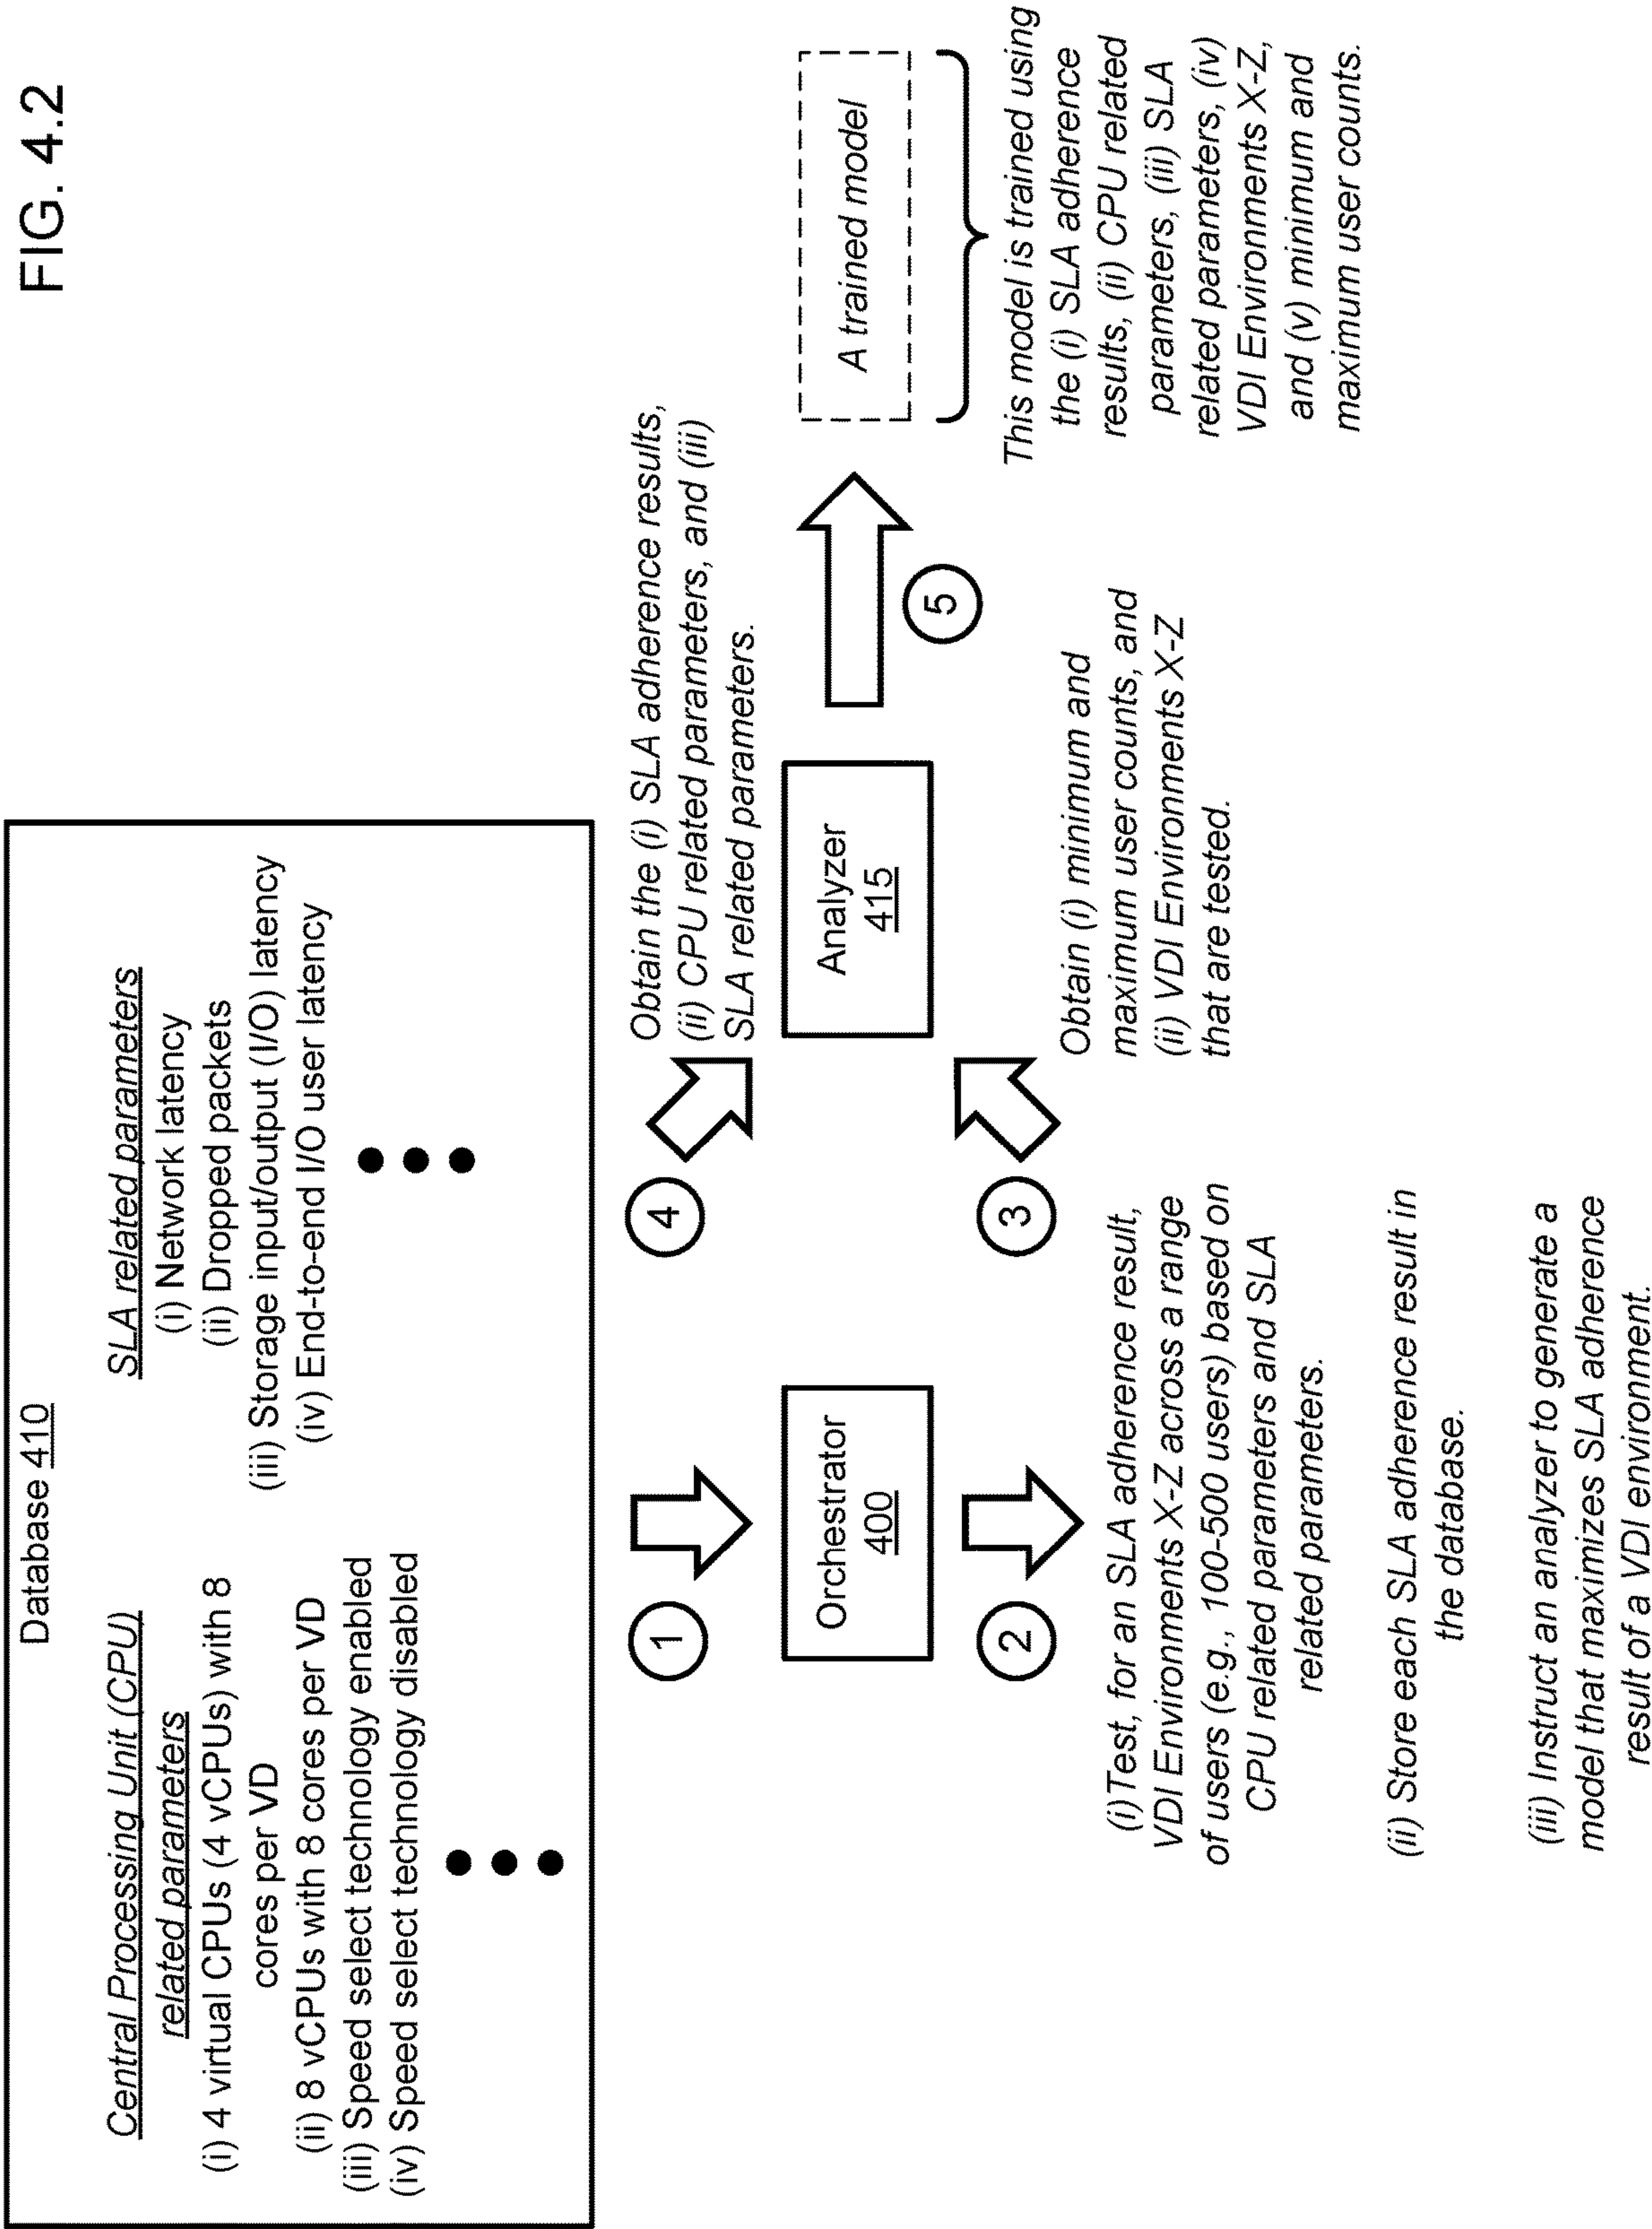 FIG. 4.2
Database 410
Central Processing Unit (CPU)
related parameters
(i) 4 virtual CPUs (4 vCPUs) with 8
cores per VD
(ii) 8 vCPUs with 8 cores per VD
(iii) Speed select technology enabled
(iv) Speed select technology disabled
SLA related parameters
(i) Network latency
(ii) Dropped packets
(iii) Storage input/output (I/O) latency
(iv) End-to-end I/O user latency
1
Orchestrator
400
2
(i)Test, for an SLA adherence result,
VDI Environments X-Z across a range
of users (e.g., 100-500 users) based on
CPU related parameters and SLA
related parameters.
(ii) Store each SLA adherence result in
the database.
(iii) Instruct an analyzer to generate a
model that maximizes SLA adherence
result of a VDI environment.
4
Obtain the (i) SLA adherence results,
(ii) CPU related parameters, and (iii)
SLA related parameters.
Analyzer
415
3
Obtain (i) minimum and
maximum user counts, and
(ii) VDI Environments X-Z
that are tested.
5
A trained model
This model is trained using
the (i) SLA adherence
results, (ii) CPU related
parameters, (iii) SLA
related parameters, (iv)
VDI Environments X-Z,
and (v) minimum and
maximum user counts.